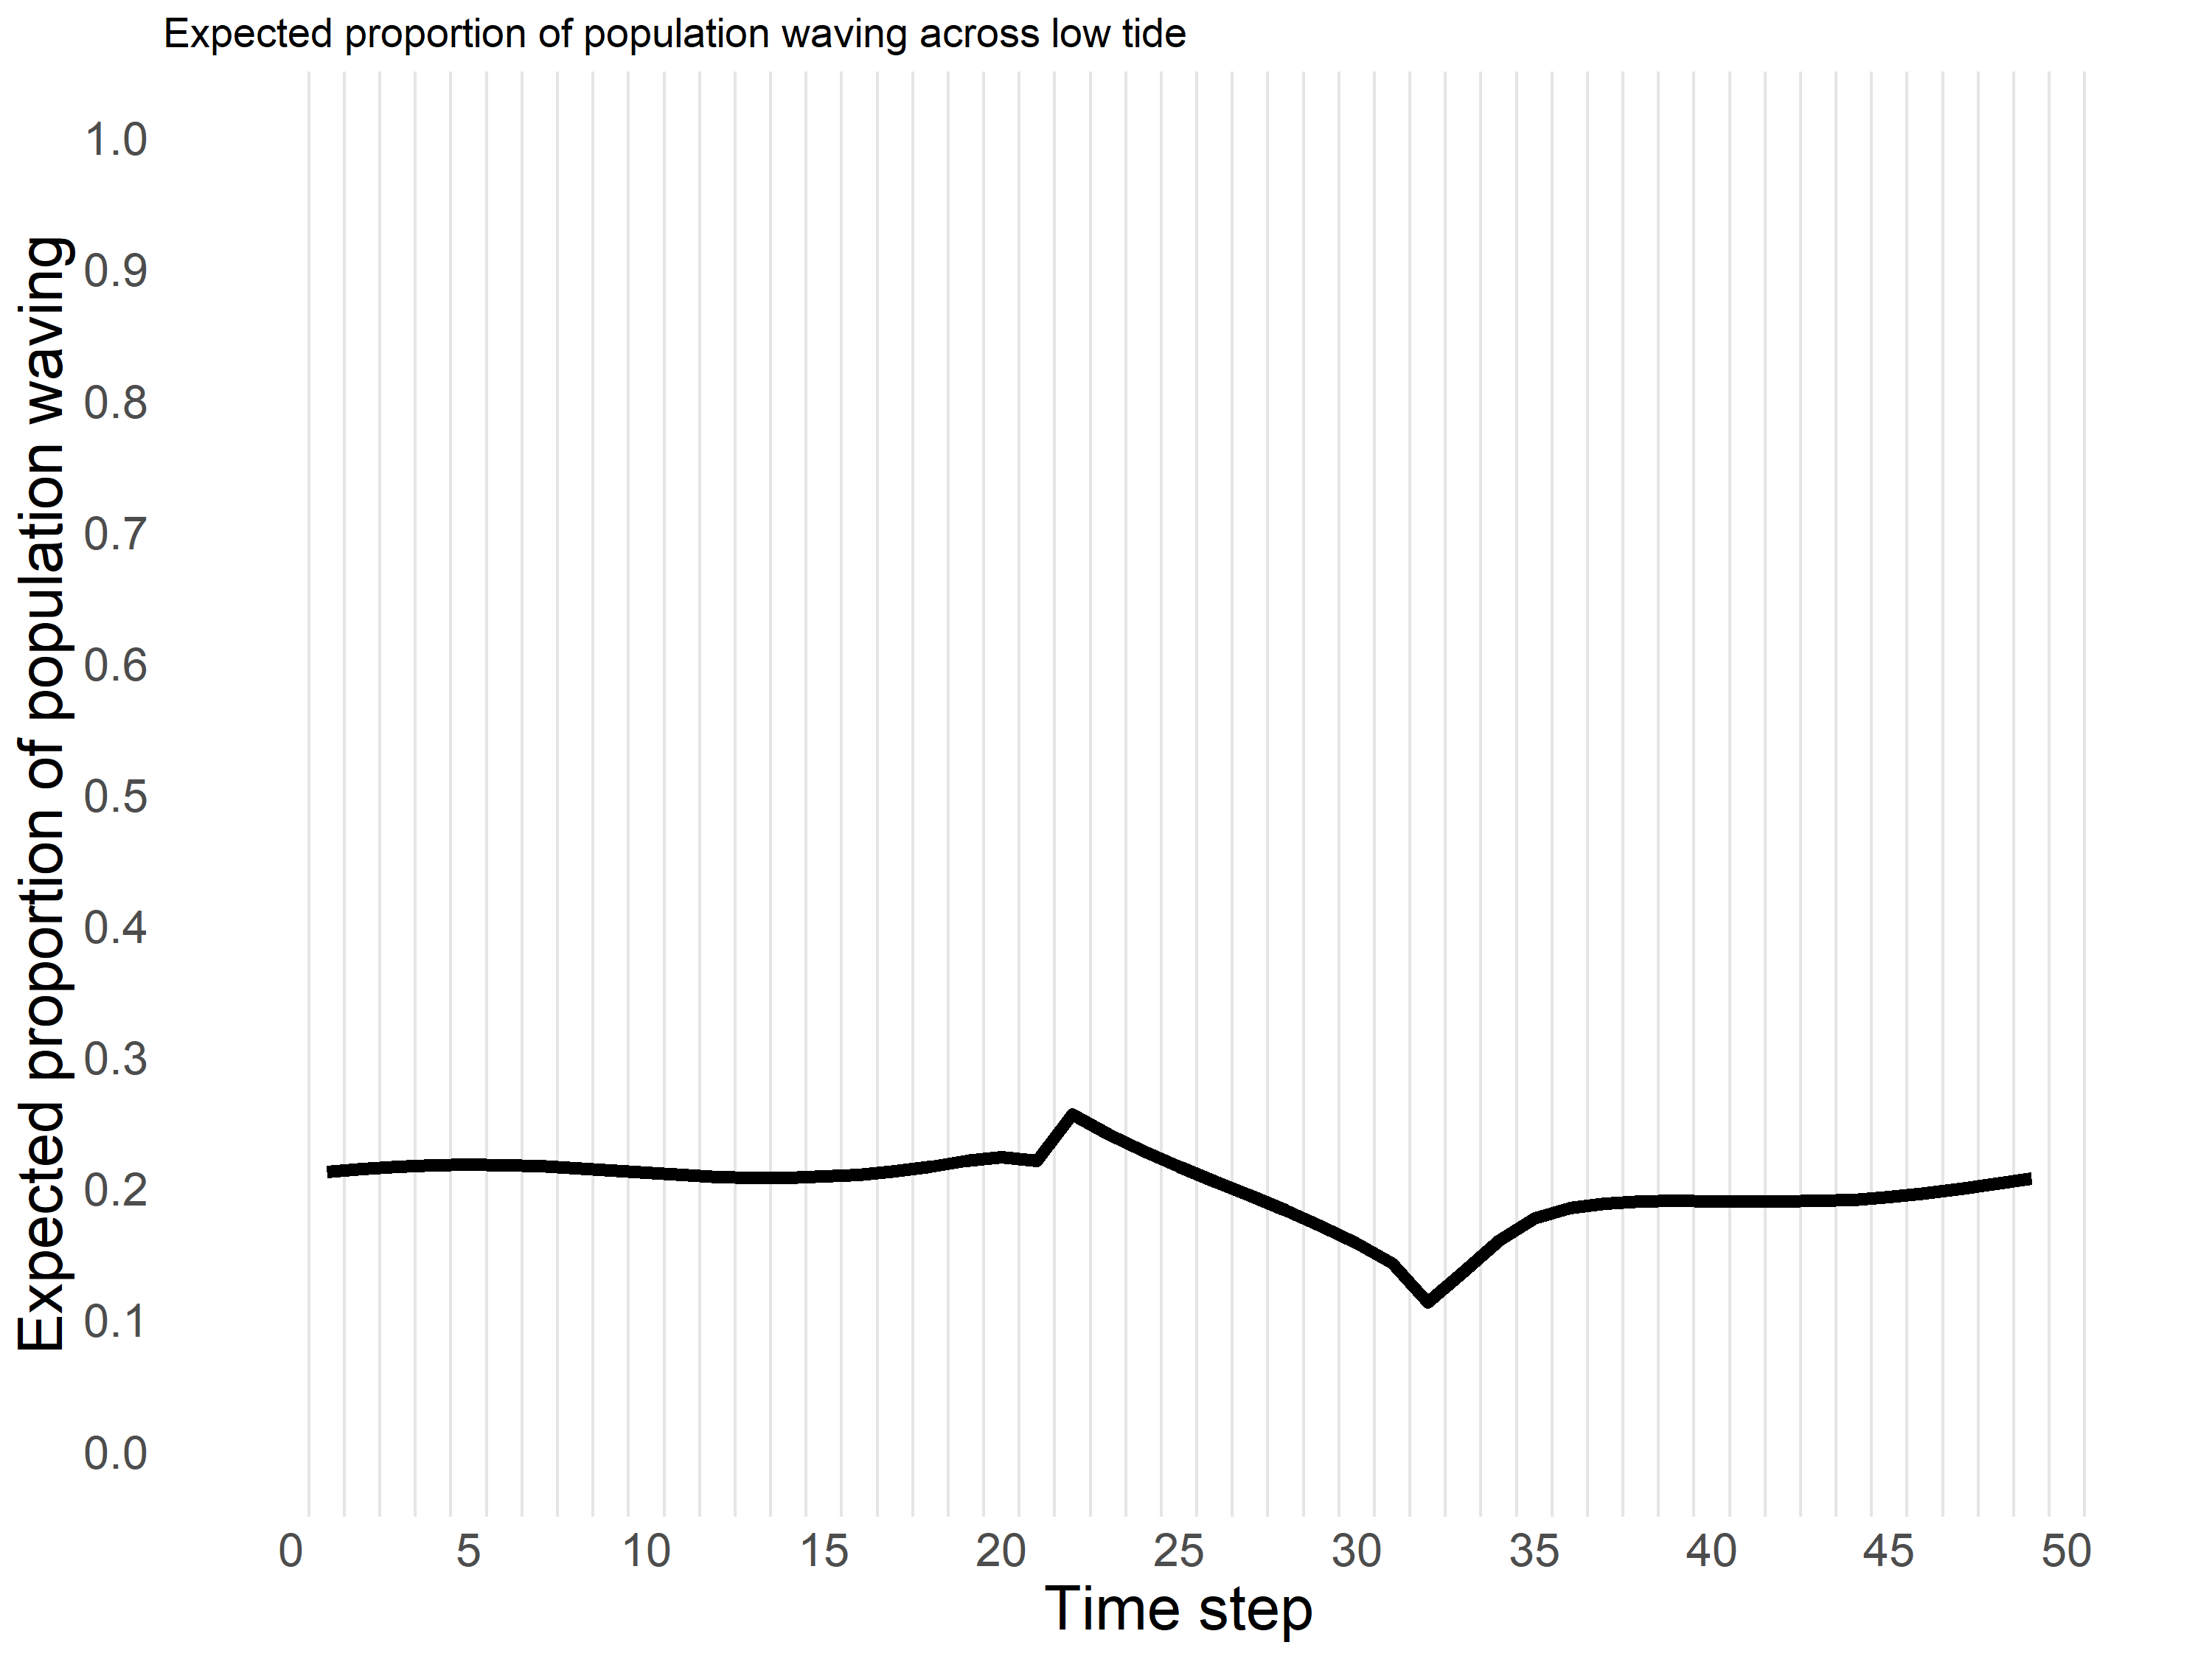 Expected proportion of population waving across low tide
Expected proportion of population waving
1.0
0.9
0.8
0.7
0.6
0.5
0.4
0.3
0.2
0.1
0.0
0 5 10 15 20 25 30 35 40 45 50
Time step